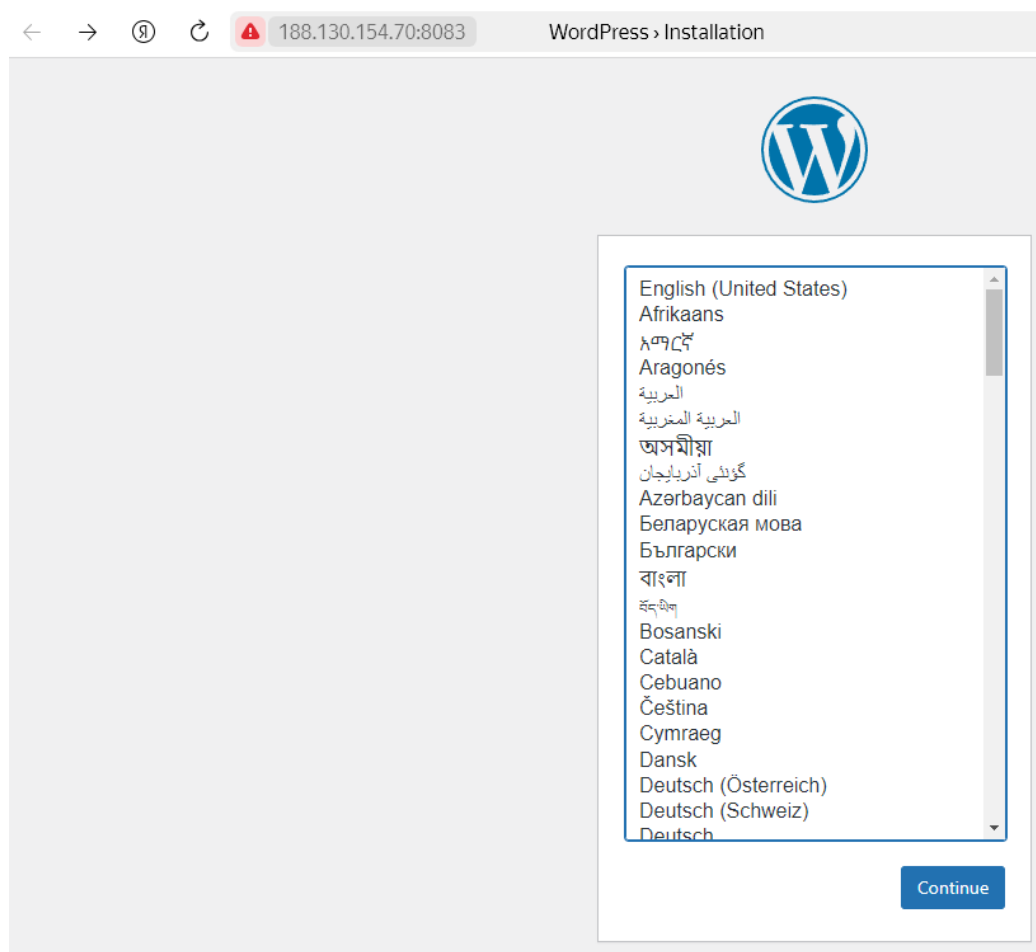 188.130.154.70:8083 WordPress › Installation
English (United States)
Afrikaans
አማርኛ
Aragonés
العربية
العربية المغربية
অসমীয়া
گؤنئی آذربایجان
Azərbaycan dili
Беларуская мова
Български
বাংলা
བོད་ཡིག
Bosanski
Català
Cebuano
Čeština
Cymraeg
Dansk
Deutsch (Österreich)
Deutsch (Schweiz)
Deutsch
Continue